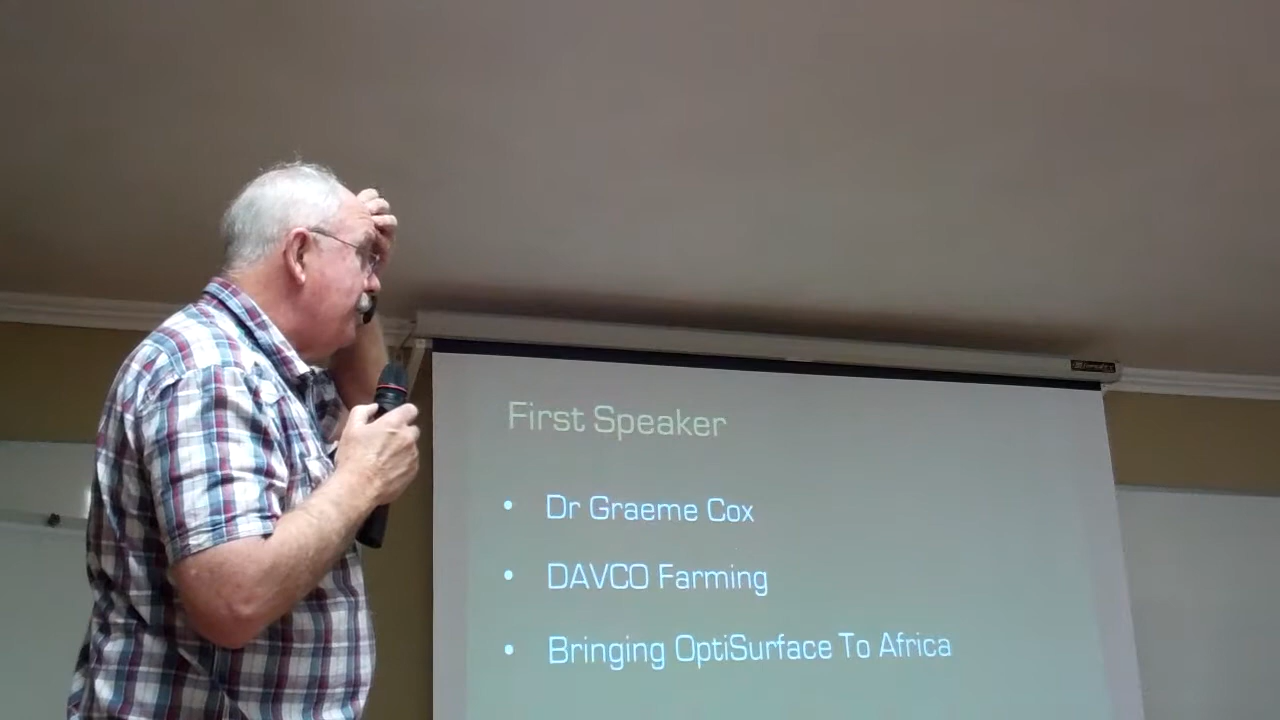 First Speaker
• Dr Graeme Cox
• DAVCO Farming
• Bringing OptiSurface To Africa